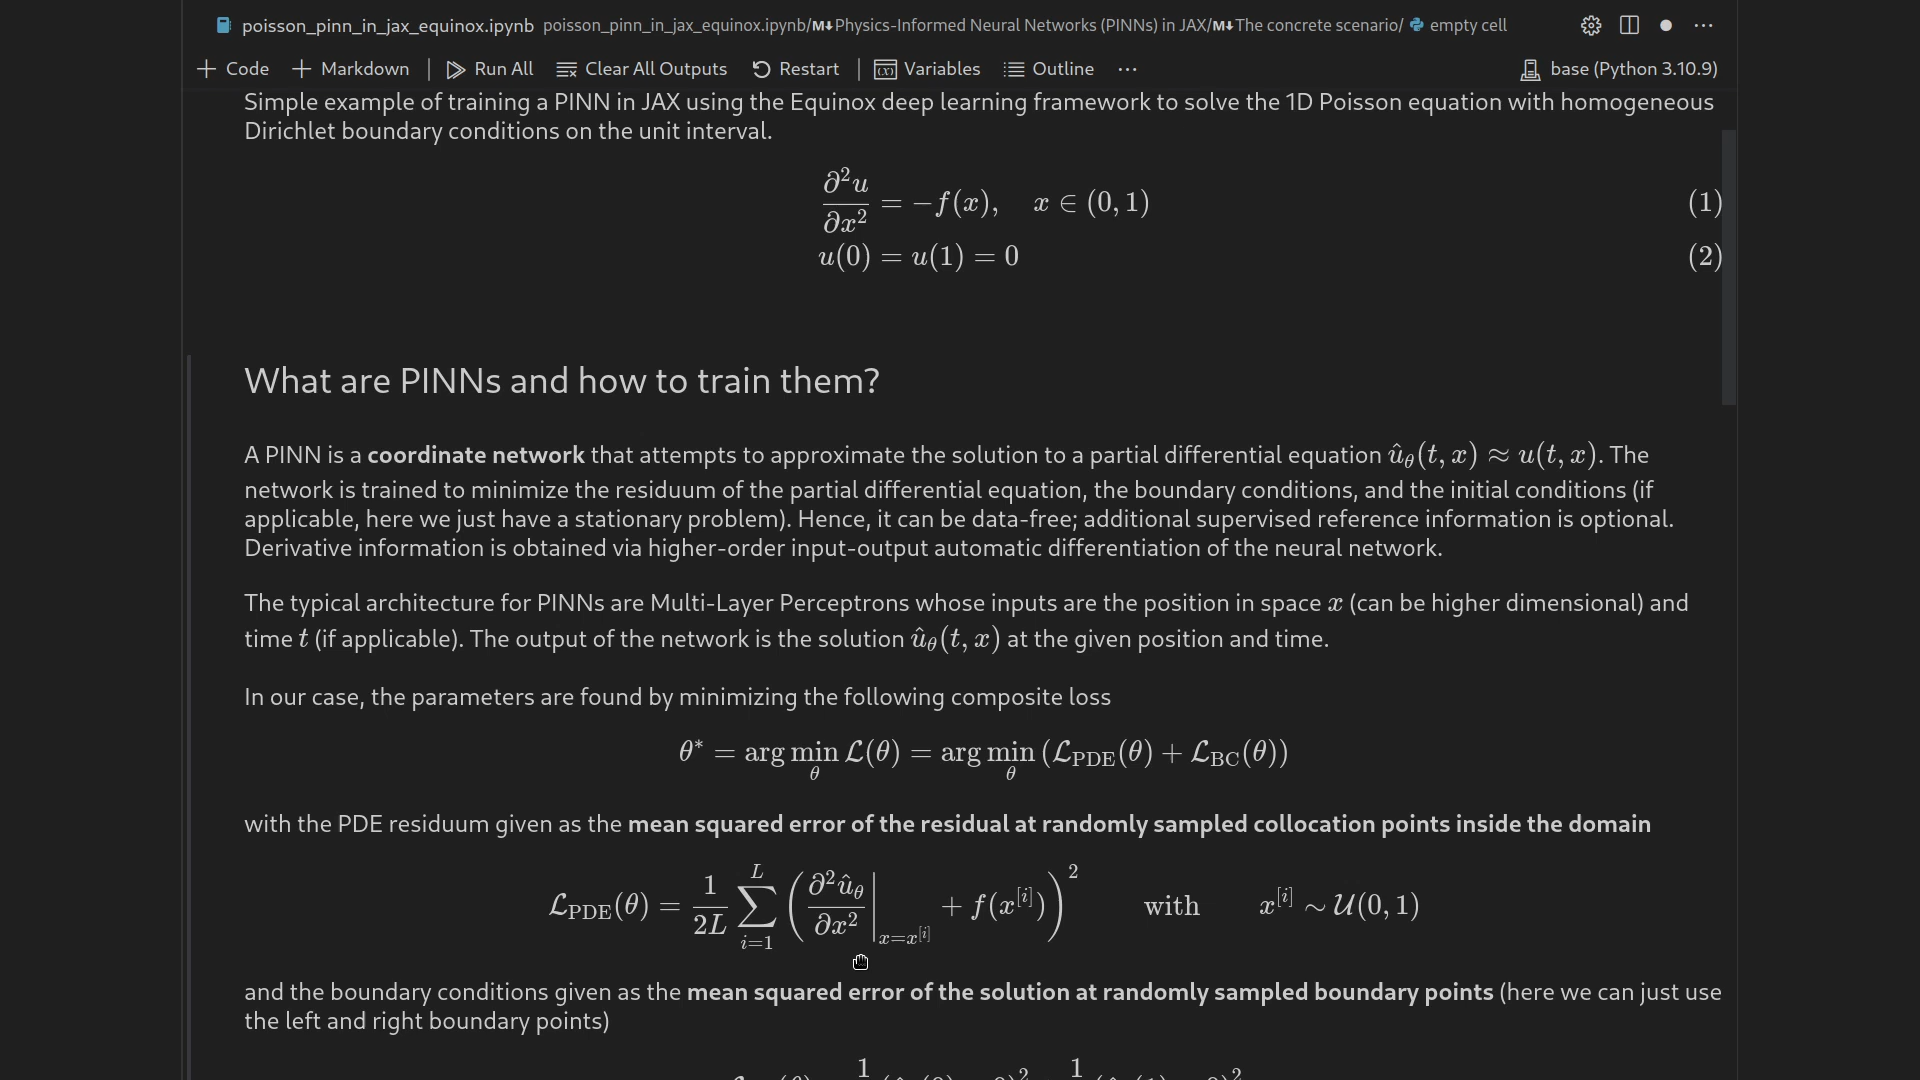 poisson_pinn_in_jax_equinox.ipynb poisson_pinn_in_jax_equinox.ipynb/M↓Physics-Informed Neural Networks (PINNs) in JAX/M↓The concrete scenario/ empty cell ...
+ Code + Markdown | Run All Clear All Outputs Restart | (x) Variables Outline ... base (Python 3.10.9)
Simple example of training a PINN in JAX using the Equinox deep learning framework to solve the 1D Poisson equation with homogeneous
Dirichlet boundary conditions on the unit interval.
∂²u/∂x² = −f(x), x ∈ (0, 1) (1)
u(0) = u(1) = 0 (2)
What are PINNs and how to train them?
A PINN is a coordinate network that attempts to approximate the solution to a partial differential equation û_θ(t, x) ≈ u(t, x). The
network is trained to minimize the residuum of the partial differential equation, the boundary conditions, and the initial conditions (if
applicable, here we just have a stationary problem). Hence, it can be data-free; additional supervised reference information is optional.
Derivative information is obtained via higher-order input-output automatic differentiation of the neural network.
The typical architecture for PINNs are Multi-Layer Perceptrons whose inputs are the position in space x (can be higher dimensional) and
time t (if applicable). The output of the network is the solution û_θ(t, x) at the given position and time.
In our case, the parameters are found by minimizing the following composite loss
θ* = arg min_θ ℒ(θ) = arg min_θ (ℒ_PDE(θ) + ℒ_BC(θ))
with the PDE residuum given as the mean squared error of the residual at randomly sampled collocation points inside the domain
ℒ_PDE(θ) = 1/2L ∑_{i=1}^{L} (∂²û_θ/∂x² |_{x=x^[i]} + f(x^[i]))² with x^[i] ∼ 𝒰(0, 1)
and the boundary conditions given as the mean squared error of the solution at randomly sampled boundary points (here we can just use
the left and right boundary points)